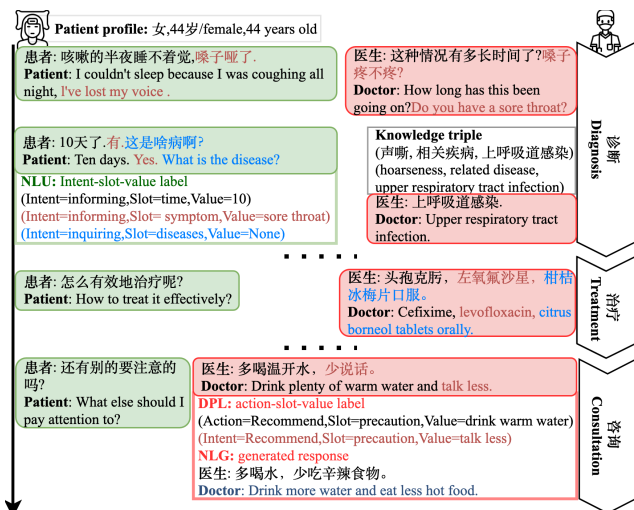 Patient profile: 女,44岁/female,44 years old
患者: 咳嗽的半夜睡不着觉,嗓子哑了.
Patient: I couldn't sleep because I was coughing all
night, I've lost my voice .
医生: 这种情况有多长时间了?嗓子
疼不疼?
Doctor: How long has this been
going on?Do you have a sore throat?
患者: 10天了.有.这是啥病啊?
Patient: Ten days. Yes. What is the disease?
NLU: Intent-slot-value label
(Intent=informing,Slot=time,Value=10)
(Intent=informing,Slot= symptom,Value=sore throat)
(Intent=inquiring,Slot=diseases,Value=None)
Knowledge triple
(声嘶, 相关疾病, 上呼吸道感染)
(hoarseness, related disease,
upper respiratory tract infection)
医生: 上呼吸道感染.
Doctor: Upper respiratory tract
infection.
诊断
Diagnosis
患者: 怎么有效地治疗呢?
Patient: How to treat it effectively?
医生: 头孢克肟，左氧氟沙星，柑桔
冰梅片口服。
Doctor: Cefixime, levofloxacin, citrus
borneol tablets orally.
治疗
Treatment
患者: 还有别的要注意的
吗?
Patient: What else should I
pay attention to?
医生: 多喝温开水，少说话。
Doctor: Drink plenty of warm water and talk less.
DPL: action-slot-value label
(Action=Recommend,Slot=precaution,Value=drink warm water)
(Intent=Recommend,Slot=precaution,Value=talk less)
NLG: generated response
医生: 多喝水，少吃辛辣食物。
Doctor: Drink more water and eat less hot food.
咨询
Consultation